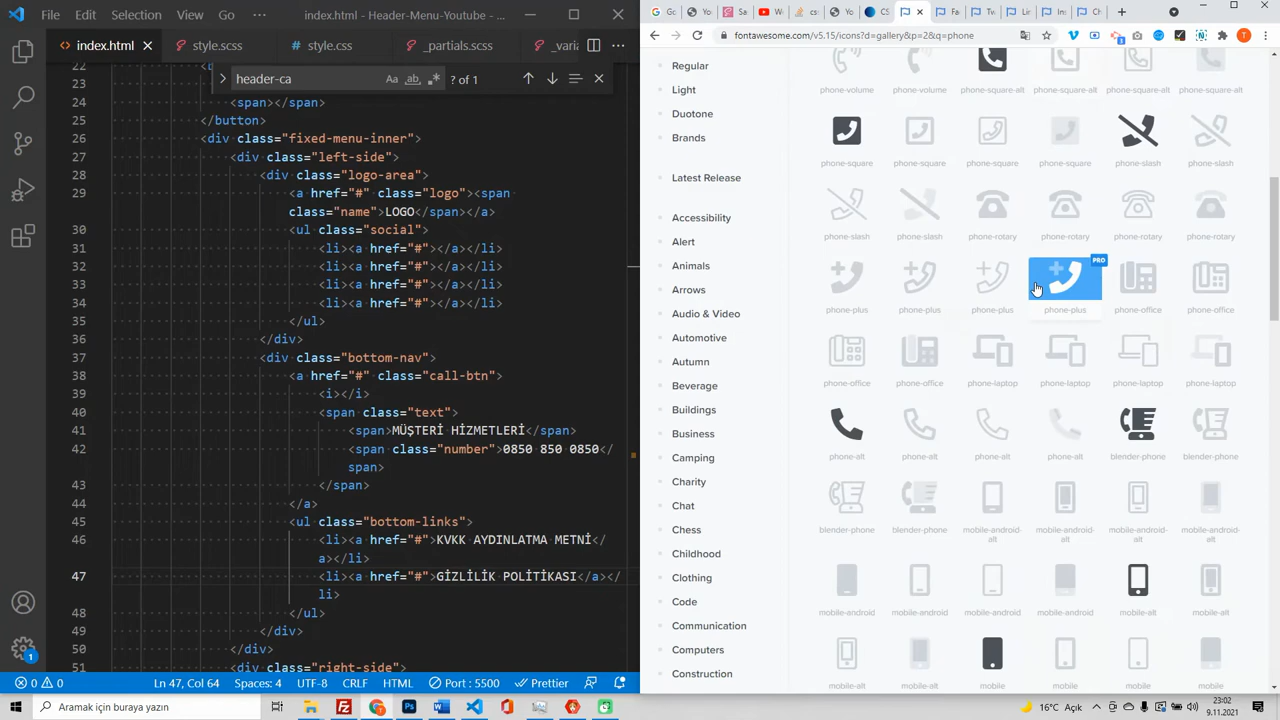 File Edit Selection View
index.html - Header-Menu-Youtube - Visual ...
index.html
style.scss
style.css
_partials.scss
_varia
header-ca
Aa ab .*
? of 1
22
23
24 <span></span>
25 </button>
26 <div class="fixed-menu-inner">
27 <div class="left-side">
28 <div class="logo-area">
29 <a href="#" class="logo"><span
class="name">LOGO</span></a>
30 <ul class="social">
31 <li><a href="#"></a></li>
32 <li><a href="#"></a></li>
33 <li><a href="#"></a></li>
34 <li><a href="#"></a></li>
35 </ul>
36 </div>
37 <div class="bottom-nav">
38 <a href="#" class="call-btn">
39 <i></i>
40 <span class="text">
41 <span>MÜŞTERİ HİZMETLERİ</span>
42 <span class="number">0850 850 0850</
span>
43 </span>
44 </a>
45 <ul class="bottom-links">
46 <li><a href="#">KVKK AYDINLATMA METNİ</
a></li>
47 <li><a href="#">GİZLİLİK POLİTİKASI</a></
li>
48 </ul>
49 </div>
50 </div>
51 <div class="right-side">
1
0 0 Ln 47, Col 64 Spaces: 4 UTF-8 CRLF HTML Port : 5500 Prettier
Go Yo Sa Wi cs Yo CS Fa Tv Lir Im Ch
fontawesome.com/v5.15/icons?d=gallery&p=2&q=phone
T
Regular
Light
Duotone
Brands
Latest Release
Accessibility
Alert
Animals
Arrows
Audio & Video
Automotive
Autumn
Beverage
Buildings
Business
Camping
Charity
Chat
Chess
Childhood
Clothing
Code
Communication
Computers
Construction
phone-volume phone-volume phone-square-alt phone-square-alt phone-square-alt phone-square-alt
phone-square phone-square phone-square phone-square phone-slash phone-slash
phone-slash phone-slash phone-rotary phone-rotary phone-rotary phone-rotary
PRO
phone-plus phone-plus phone-plus phone-plus phone-office phone-office
phone-office phone-office phone-laptop phone-laptop phone-laptop phone-laptop
phone-alt phone-alt phone-alt phone-alt blender-phone blender-phone
blender-phone blender-phone mobile-android-alt mobile-android-alt mobile-android-alt mobile-android-alt
mobile-android mobile-android mobile-android mobile-android mobile-alt mobile-alt
mobile-alt mobile-alt mobile mobile mobile mobile
Aramak için buraya yazın
16°C Açık
23:02
9.11.2021